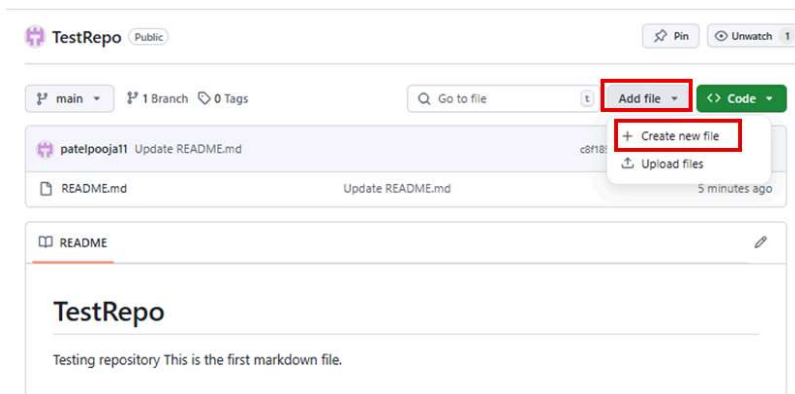 TestRepo Public Pin Unwatch 1
main 1 Branch 0 Tags Go to file t Add file Code
patelpooja11 Update README.md c8f185
Create new file
Upload files
README.md Update README.md 5 minutes ago
README
TestRepo
Testing repository This is the first markdown file.